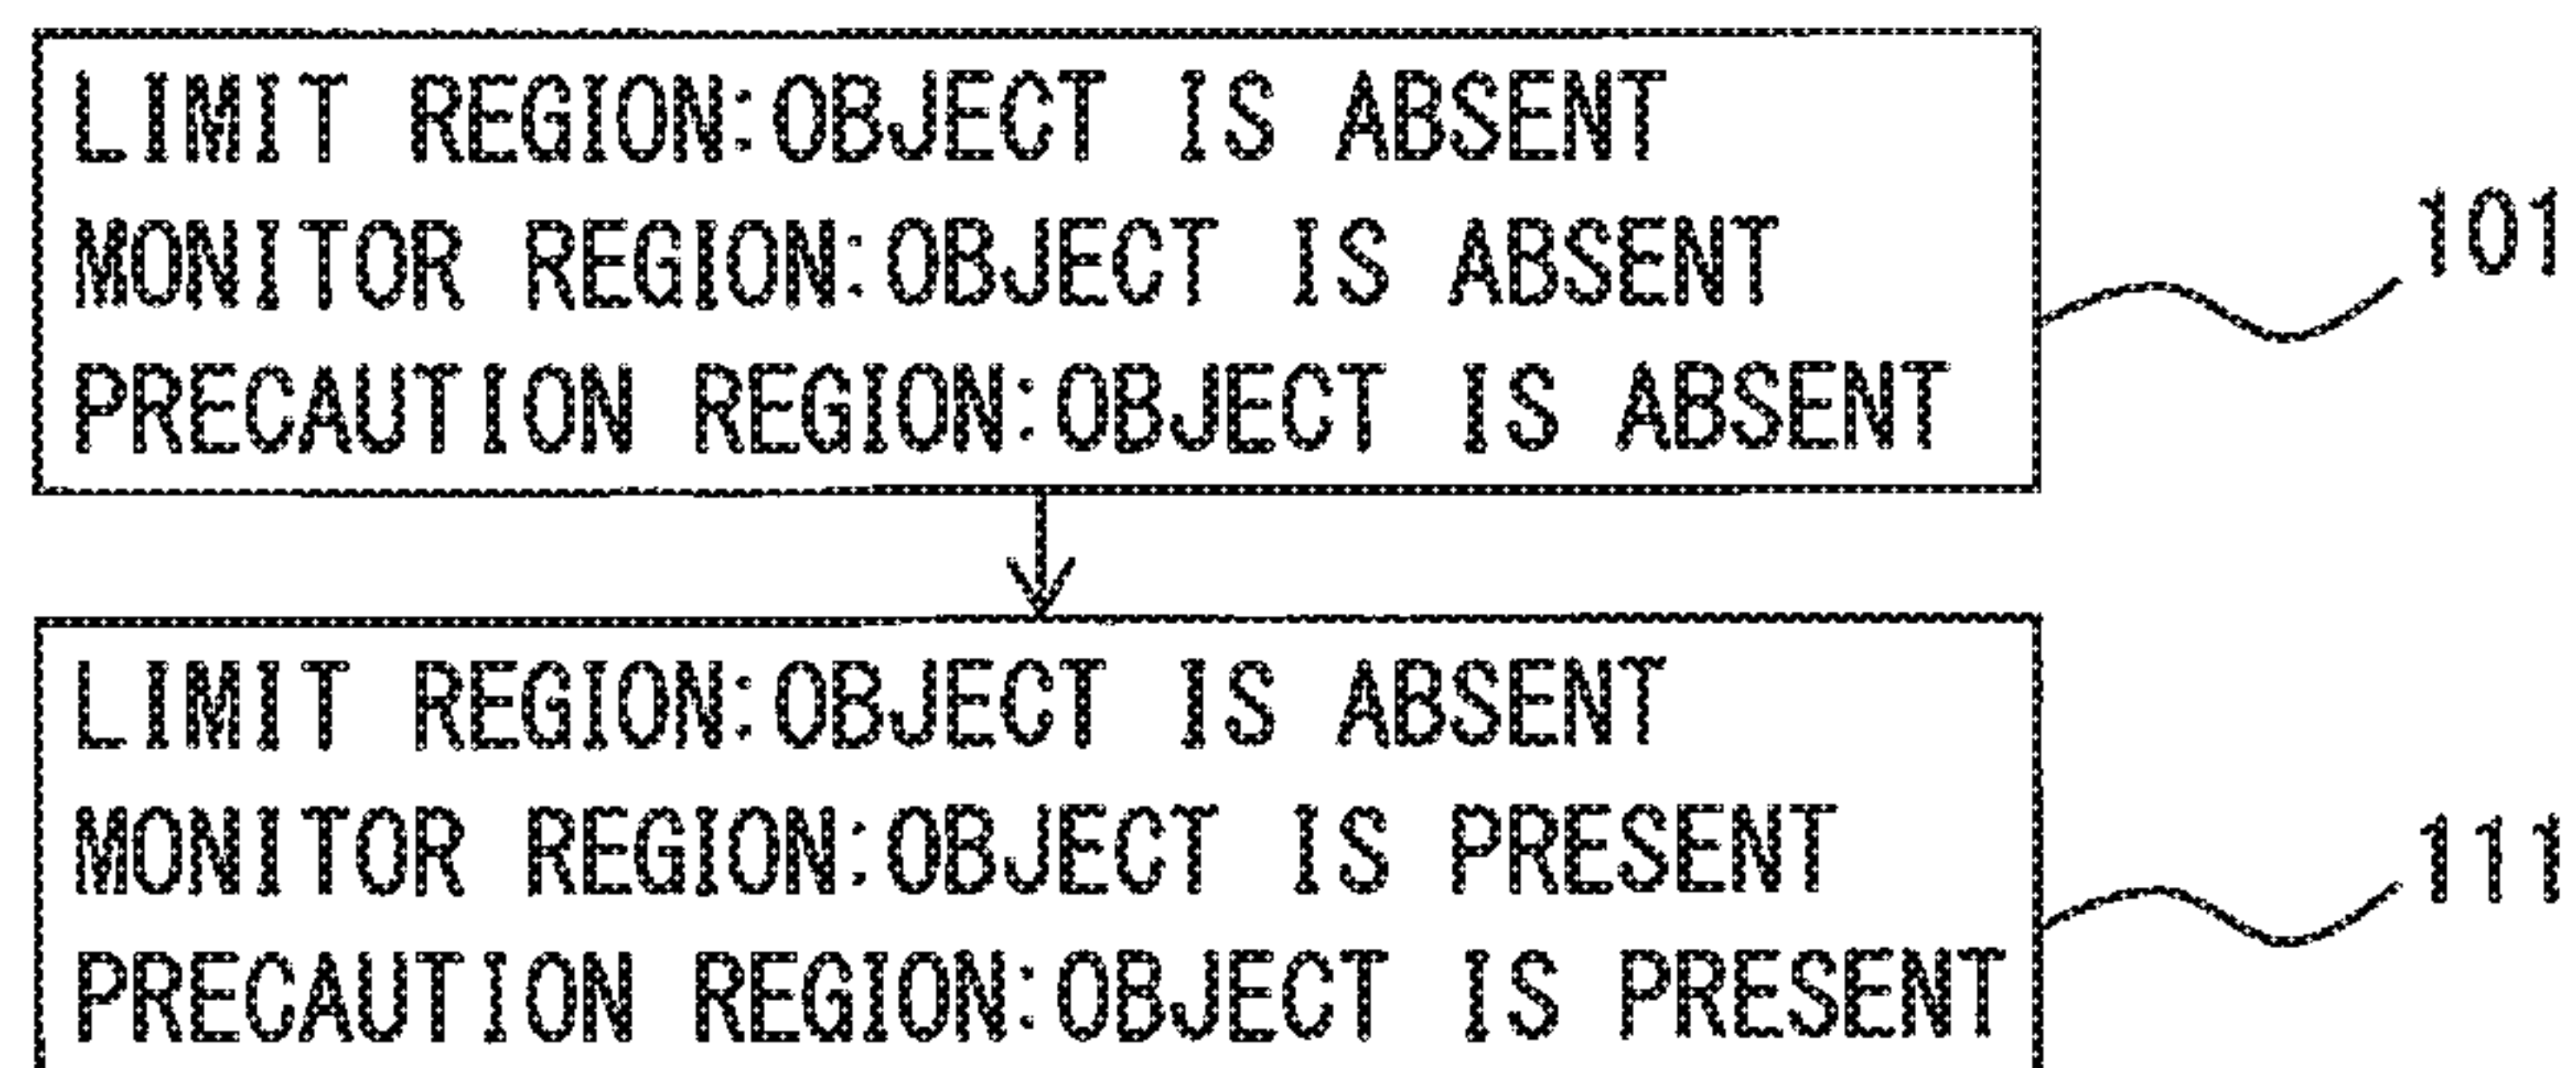 LIMIT REGION:OBJECT IS ABSENT
MONITOR REGION:OBJECT IS ABSENT
PRECAUTION REGION:OBJECT IS ABSENT
101
LIMIT REGION:OBJECT IS ABSENT
MONITOR REGION:OBJECT IS PRESENT
PRECAUTION REGION:OBJECT IS PRESENT
111